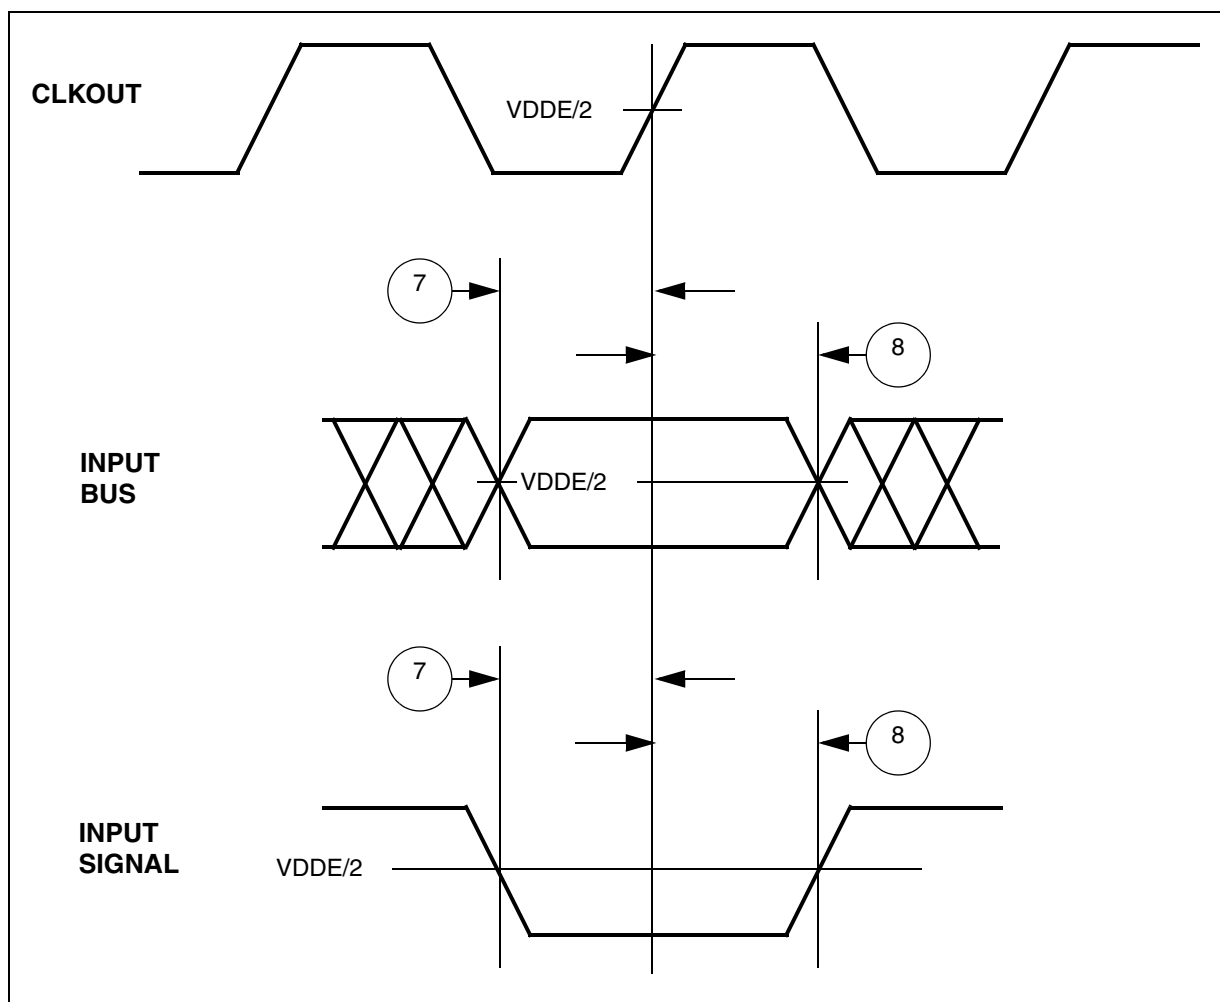 CLKOUT
VDDE/2
7
8
INPUT
BUS
VDDE/2
7
8
INPUT
SIGNAL
VDDE/2